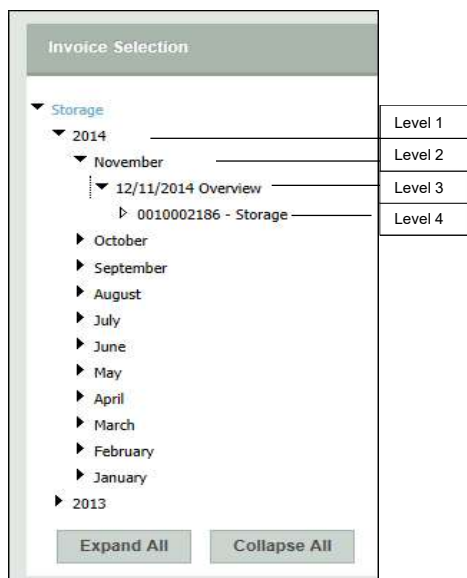 Invoice Selection
Storage
2014
Level 1
November
Level 2
12/11/2014 Overview
Level 3
0010002186 - Storage
Level 4
October
September
August
July
June
May
April
March
February
January
2013
Expand All
Collapse All